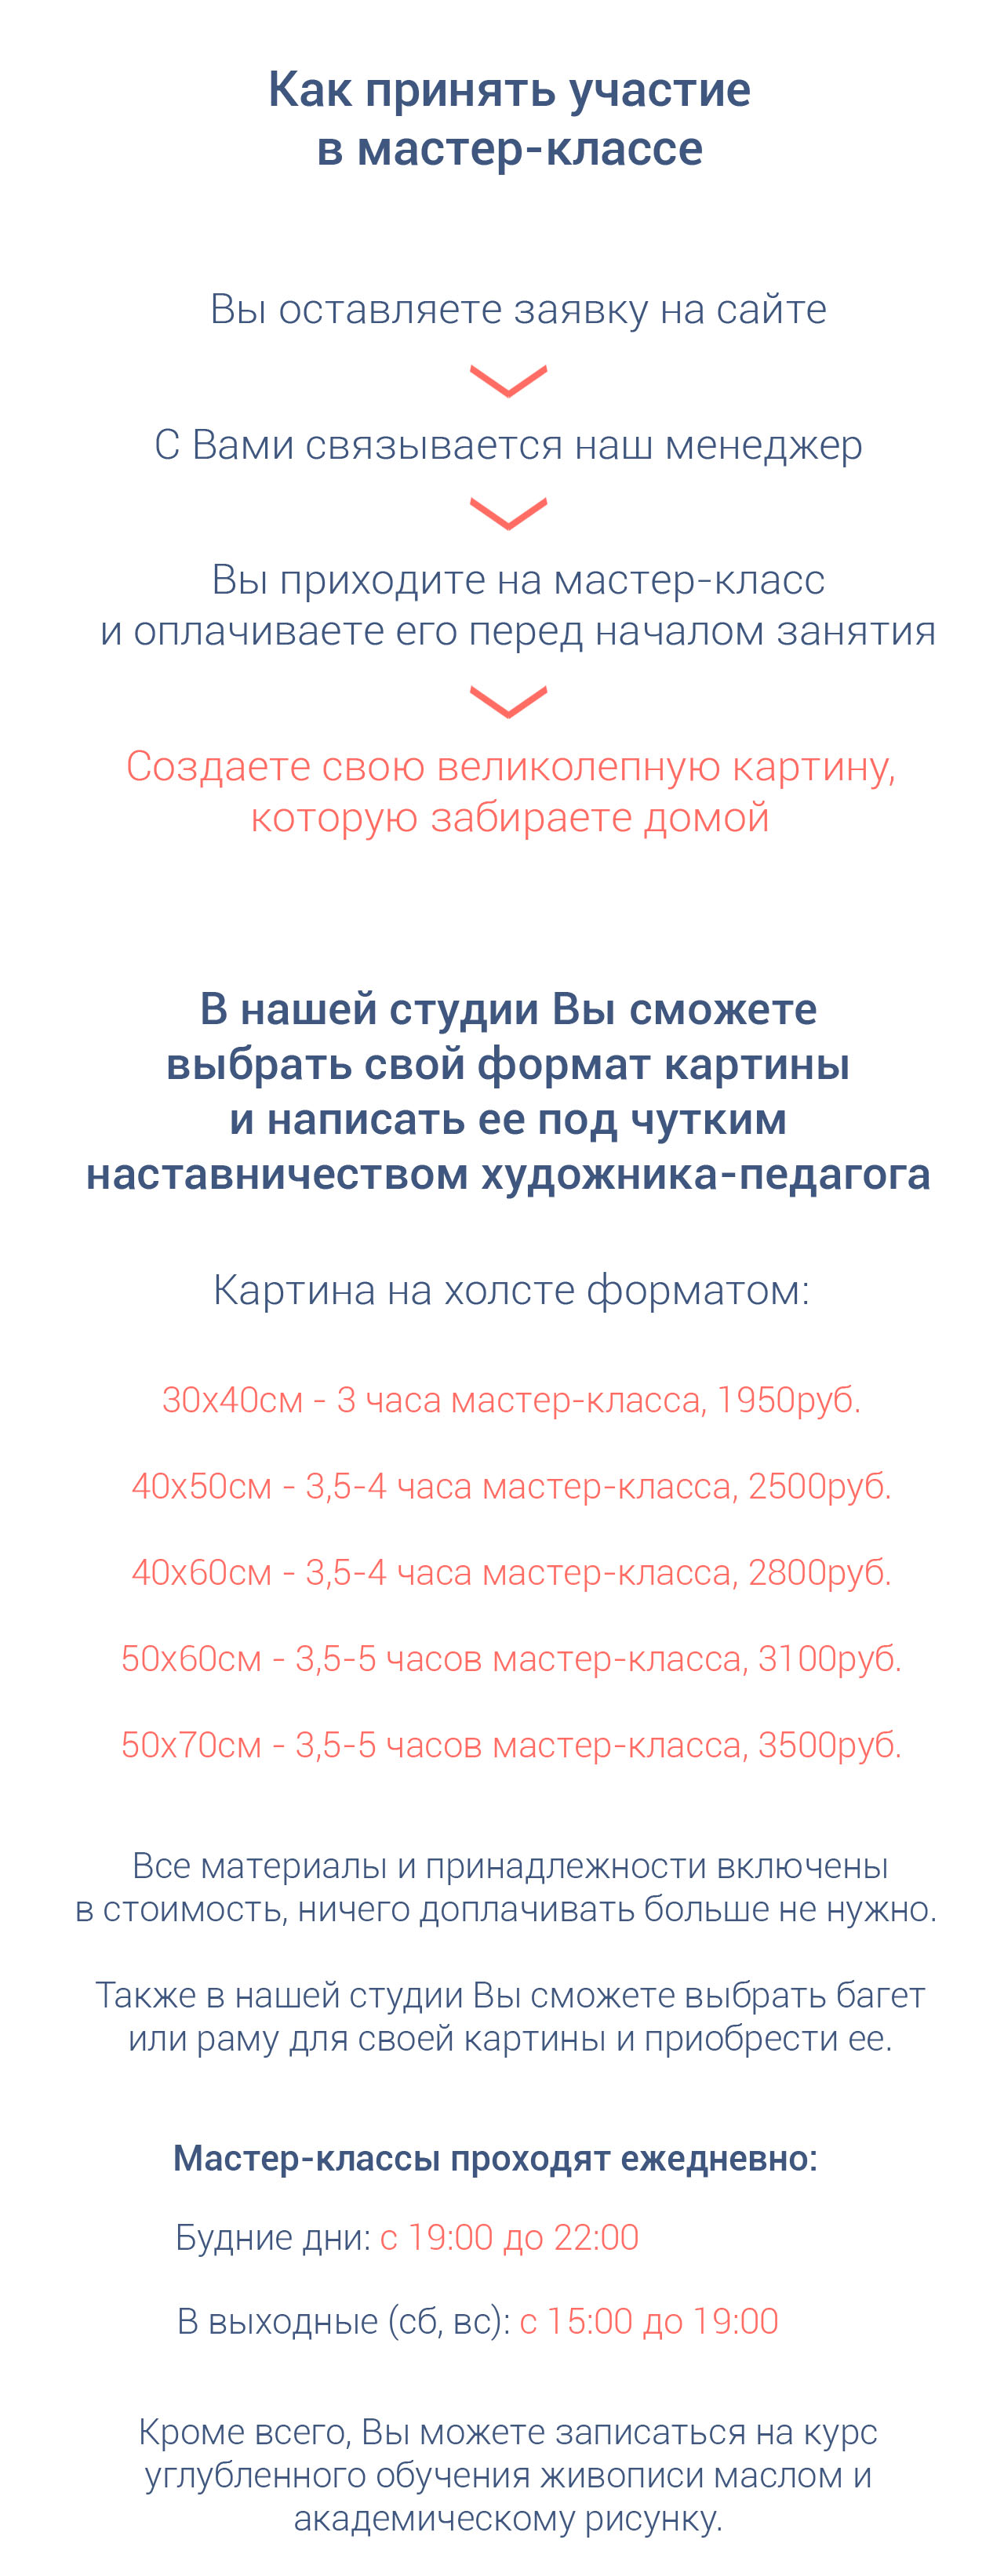 Как принять участие
в мастер-классе
Вы оставляете заявку на сайте
С Вами связывается наш менеджер
Вы приходите на мастер-класс
и оплачиваете его перед началом занятия
Создаете свою великолепную картину,
которую забираете домой
В нашей студии Вы сможете
выбрать свой формат картины
и написать ее под чутким
наставничеством художника-педагога
Картина на холсте форматом:
30х40см - 3 часа мастер-класса, 1950руб.
40х50см - 3,5-4 часа мастер-класса, 2500руб.
40х60см - 3,5-4 часа мастер-класса, 2800руб.
50х60см - 3,5-5 часов мастер-класса, 3100руб.
50х70см - 3,5-5 часов мастер-класса, 3500руб.
Все материалы и принадлежности включены
в стоимость, ничего доплачивать больше не нужно.
Также в нашей студии Вы сможете выбрать багет
или раму для своей картины и приобрести ее.
Мастер-классы проходят ежедневно:
Будние дни: с 19:00 до 22:00
В выходные (сб, вс): с 15:00 до 19:00
Кроме всего, Вы можете записаться на курс
углубленного обучения живописи маслом и
академическому рисунку.